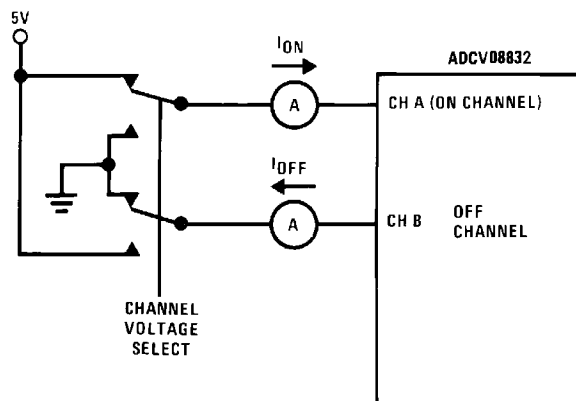 5V
ION
ADCV08832
A
CH A (ON CHANNEL)
IOFF
A
CH B
OFF
CHANNEL
CHANNEL
VOLTAGE
SELECT